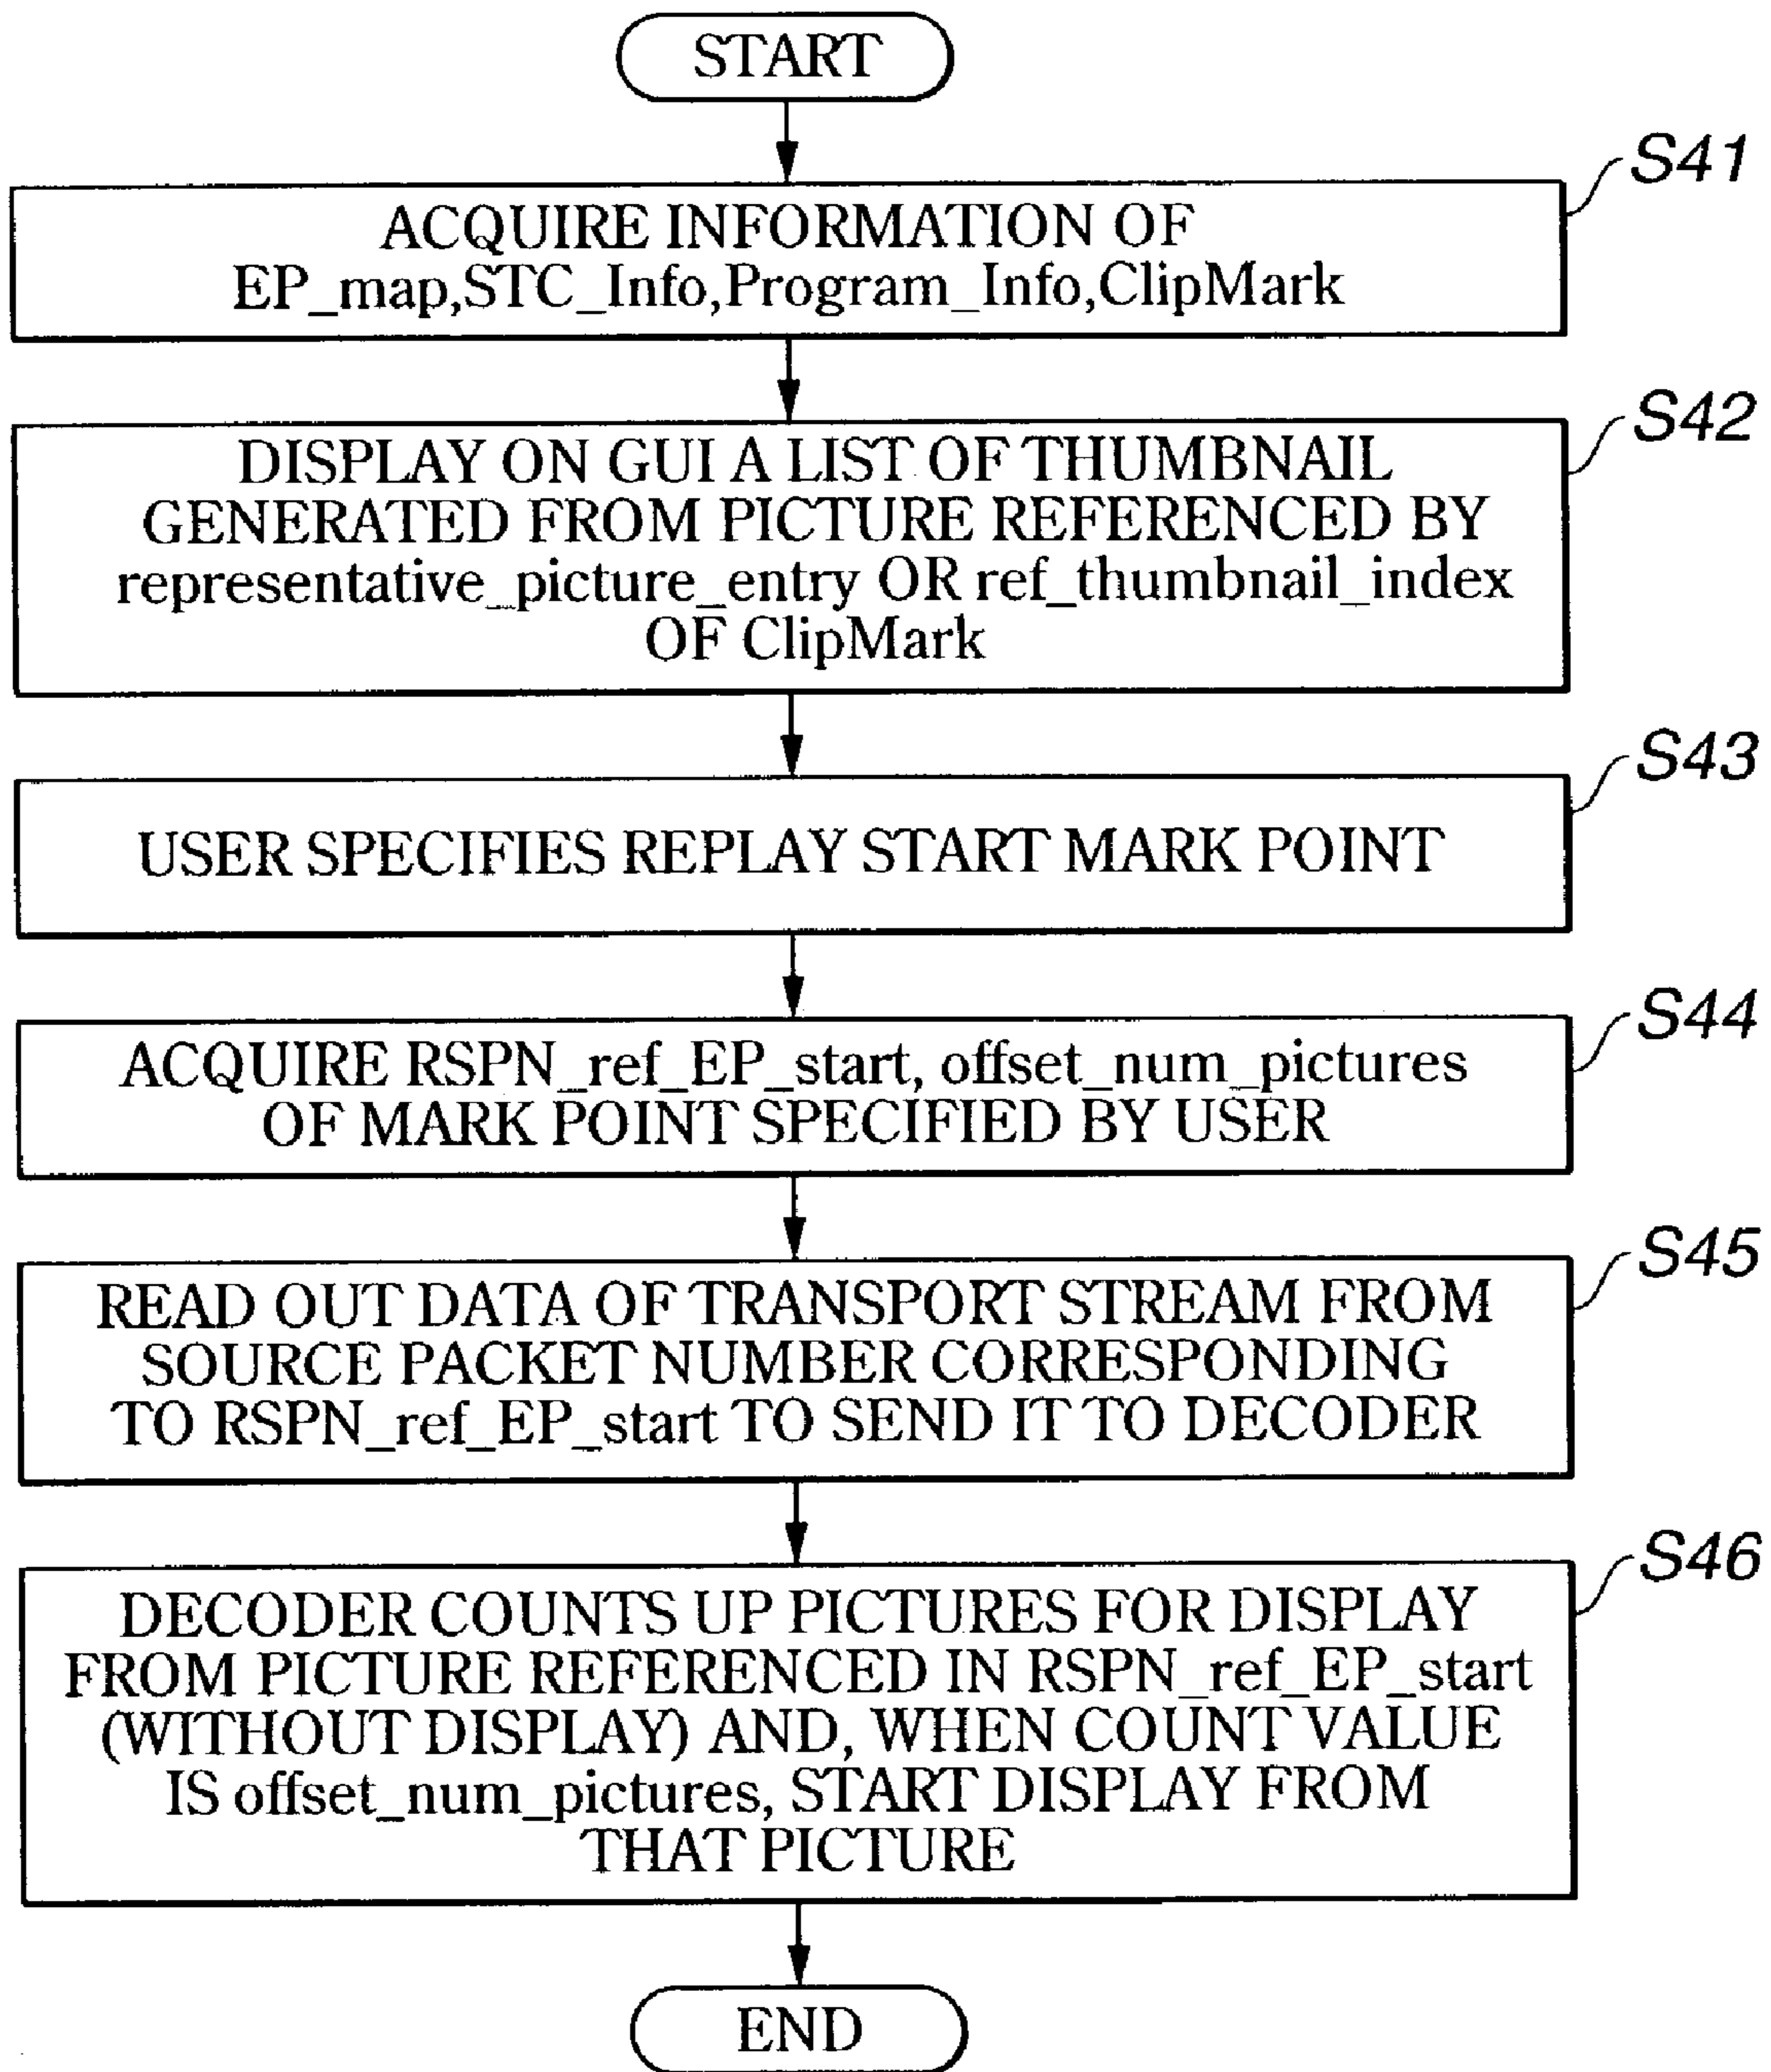 START
S41
ACQUIRE INFORMATION OF
EP_map,STC_Info,Program_Info,ClipMark
S42
DISPLAY ON GUI A LIST OF THUMBNAIL
GENERATED FROM PICTURE REFERENCED BY
representative_picture_entry OR ref_thumbnail_index
OF ClipMark
S43
USER SPECIFIES REPLAY START MARK POINT
S44
ACQUIRE RSPN_ref_EP_start, offset_num_pictures
OF MARK POINT SPECIFIED BY USER
S45
READ OUT DATA OF TRANSPORT STREAM FROM
SOURCE PACKET NUMBER CORRESPONDING
TO RSPN_ref_EP_start TO SEND IT TO DECODER
S46
DECODER COUNTS UP PICTURES FOR DISPLAY
FROM PICTURE REFERENCED IN RSPN_ref_EP_start
(WITHOUT DISPLAY) AND, WHEN COUNT VALUE
IS offset_num_pictures, START DISPLAY FROM
THAT PICTURE
END